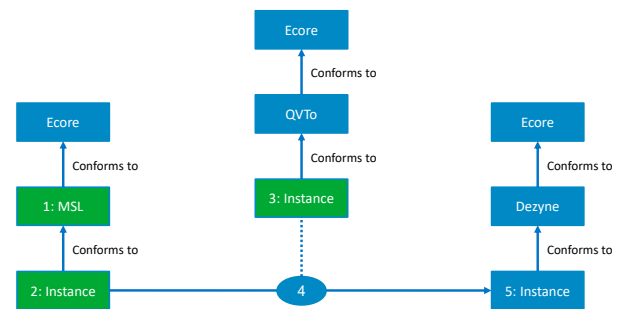 Ecore
Conforms to
Ecore
QVTo
Ecore
Conforms to
Conforms to
Conforms to
1: MSL
3: Instance
Dezyne
Conforms to
Conforms to
2: Instance
4
5: Instance